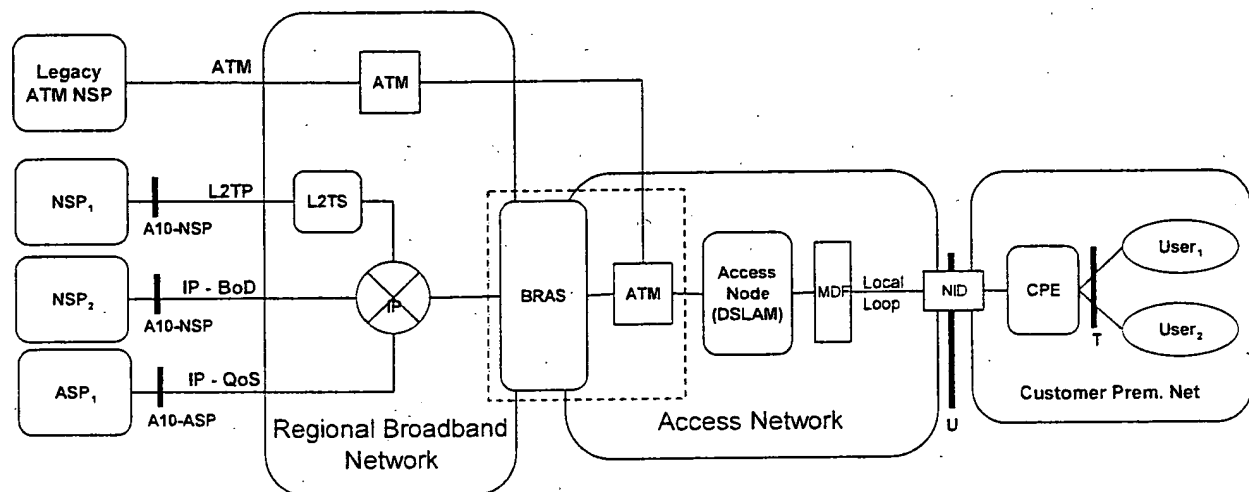 Legacy
ATM NSP
ATM
ATM
NSP1
L2TP
A10-NSP
L2TS
NSP2
IP - BoD
A10-NSP
IP
ASP1
IP - QoS
A10-ASP
Regional Broadband
Network
BRAS
ATM
Access
Node
(DSLAM)
MDF
Local
Loop
Access Network
NID
U
CPE
T
User1
User2
Customer Prem. Net